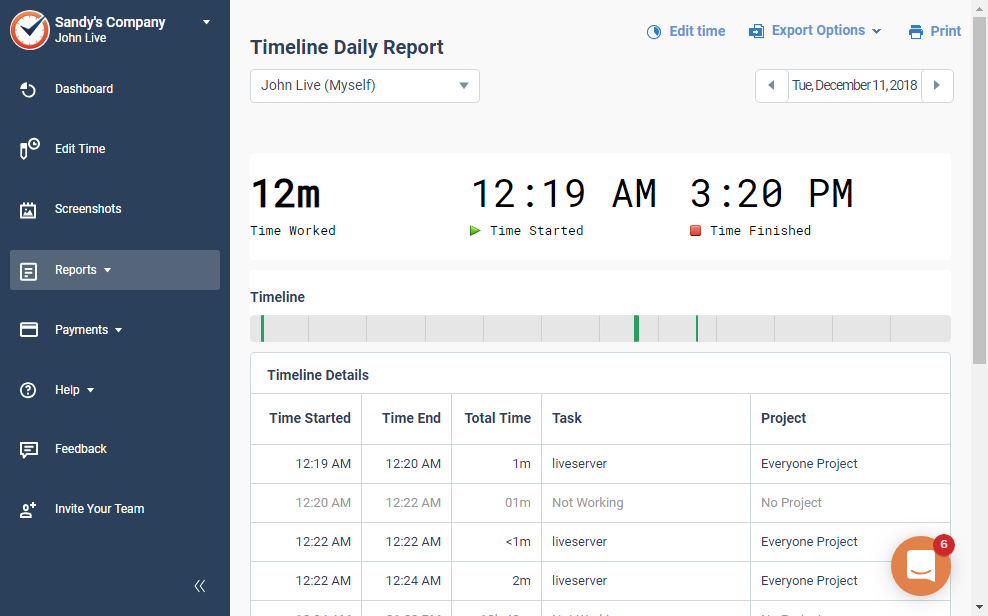 Sandy's Company
John Live
Dashboard
Edit Time
Screenshots
Reports
Payments
Help
Feedback
Invite Your Team
Edit time
Export Options
Print
Timeline Daily Report
John Live (Myself)
Tue, December 11, 2018
12m
12:19 AM
3:20 PM
Time Worked
Time Started
Time Finished
Timeline
Timeline Details
Time Started Time End Total Time Task Project
12:19 AM 12:20 AM 1m liveserver Everyone Project
12:20 AM 12:22 AM 01m Not Working No Project
12:22 AM 12:22 AM <1m liveserver Everyone Project
12:22 AM 12:24 AM 2m liveserver Everyone Project
6